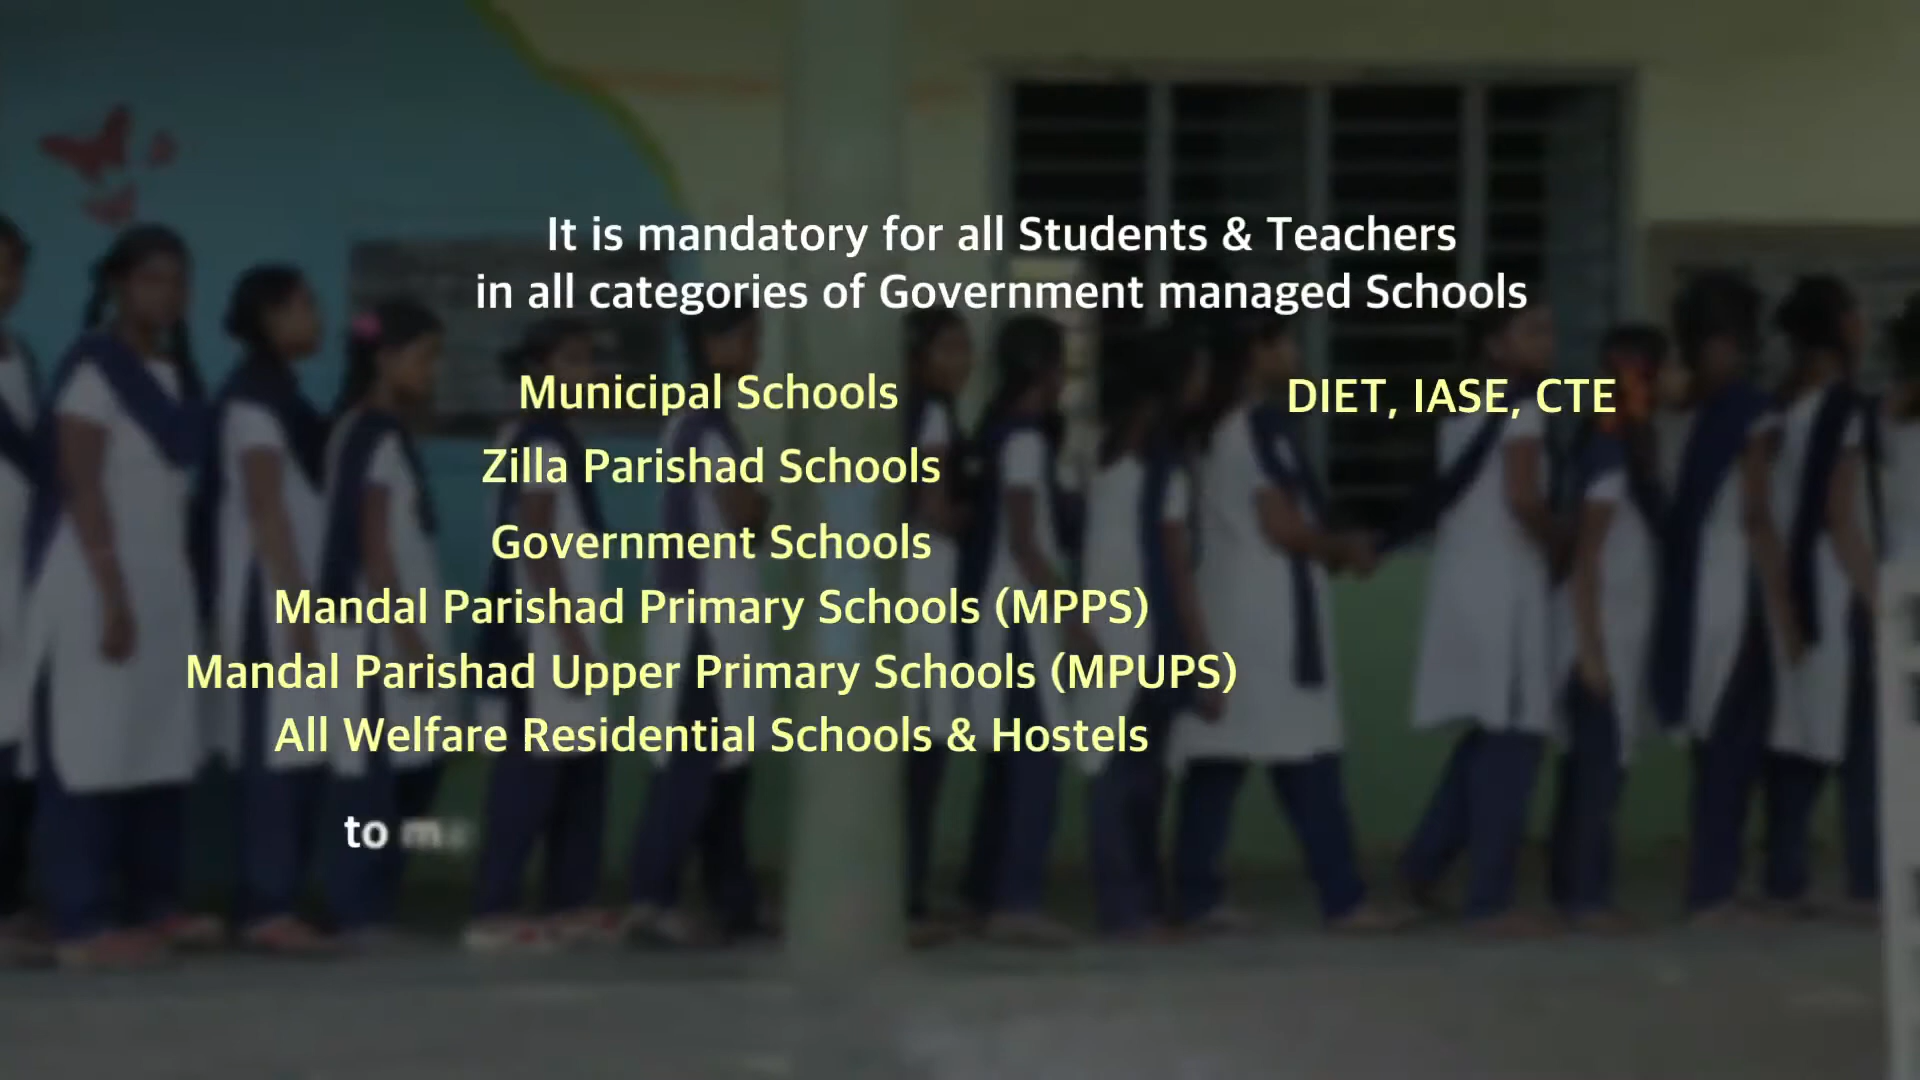 It is mandatory for all Students & Teachers
in all categories of Government managed Schools
Municipal Schools
Zilla Parishad Schools
Government Schools
Mandal Parishad Primary Schools (MPPS)
Mandal Parishad Upper Primary Schools (MPUPS)
All Welfare Residential Schools & Hostels
DIET, IASE, CTE
to